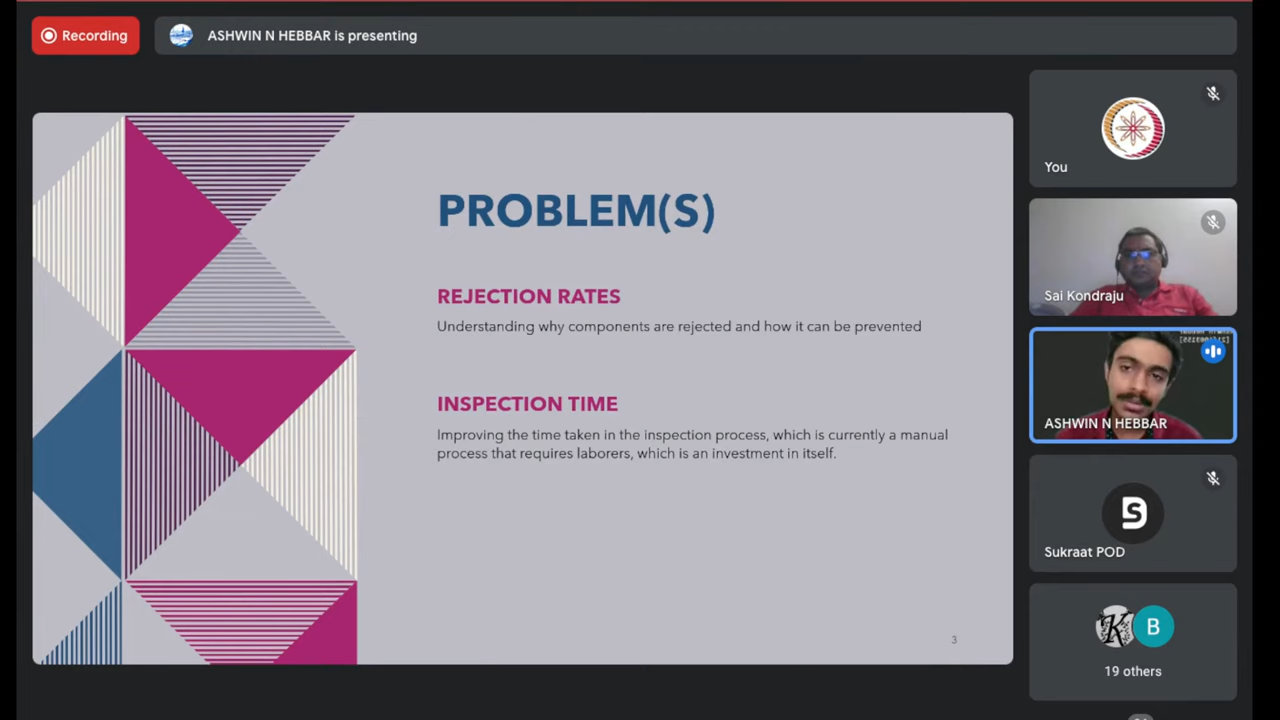 Recording
ASHWIN N HEBBAR is presenting
PROBLEM(S)
REJECTION RATES
Understanding why components are rejected and how it can be prevented
INSPECTION TIME
Improving the time taken in the inspection process, which is currently a manual
process that requires laborers, which is an investment in itself.
3
You
Sai Kondraju
ASHWIN N HEBBAR
S
Sukraat POD
K
B
19 others